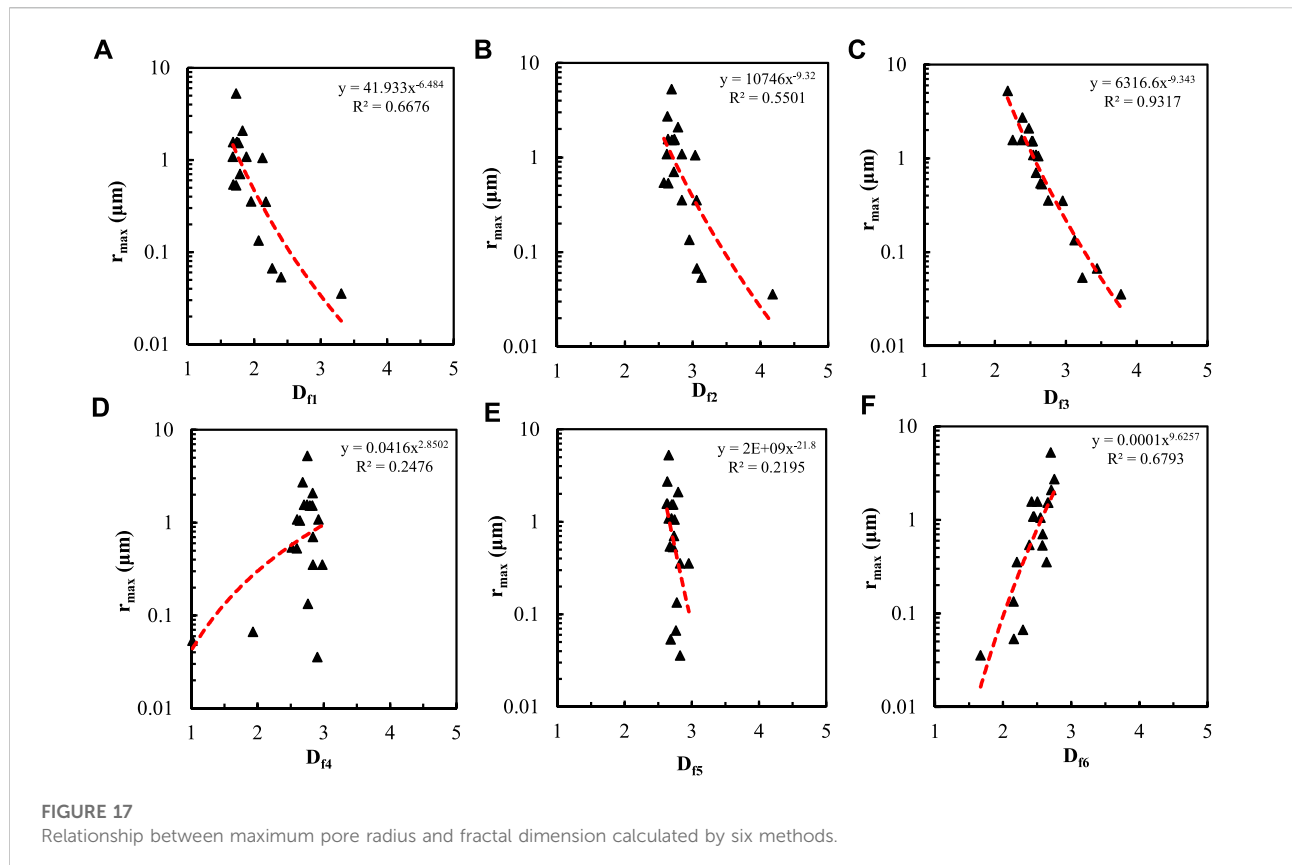 A
10
1
0.1
0.01
r_max (µm)
y = 41.933x^-6.484
R² = 0.6676
1 2 3 4 5
D_f1
B
10
1
0.1
0.01
r_max (µm)
y = 10746x^-9.32
R² = 0.5501
1 2 3 4 5
D_f2
C
10
1
0.1
0.01
r_max (µm)
y = 6316.6x^-9.343
R² = 0.9317
1 2 3 4 5
D_f3
D
10
1
0.1
0.01
r_max (µm)
y = 0.0416x^2.8502
R² = 0.2476
1 2 3 4 5
D_f4
E
10
1
0.1
0.01
r_max (µm)
y = 2E+09x^-21.8
R² = 0.2195
1 2 3 4 5
D_f5
F
10
1
0.1
0.01
r_max (µm)
y = 0.0001x^9.6257
R² = 0.6793
1 2 3 4 5
D_f6
FIGURE 17
Relationship between maximum pore radius and fractal dimension calculated by six methods.